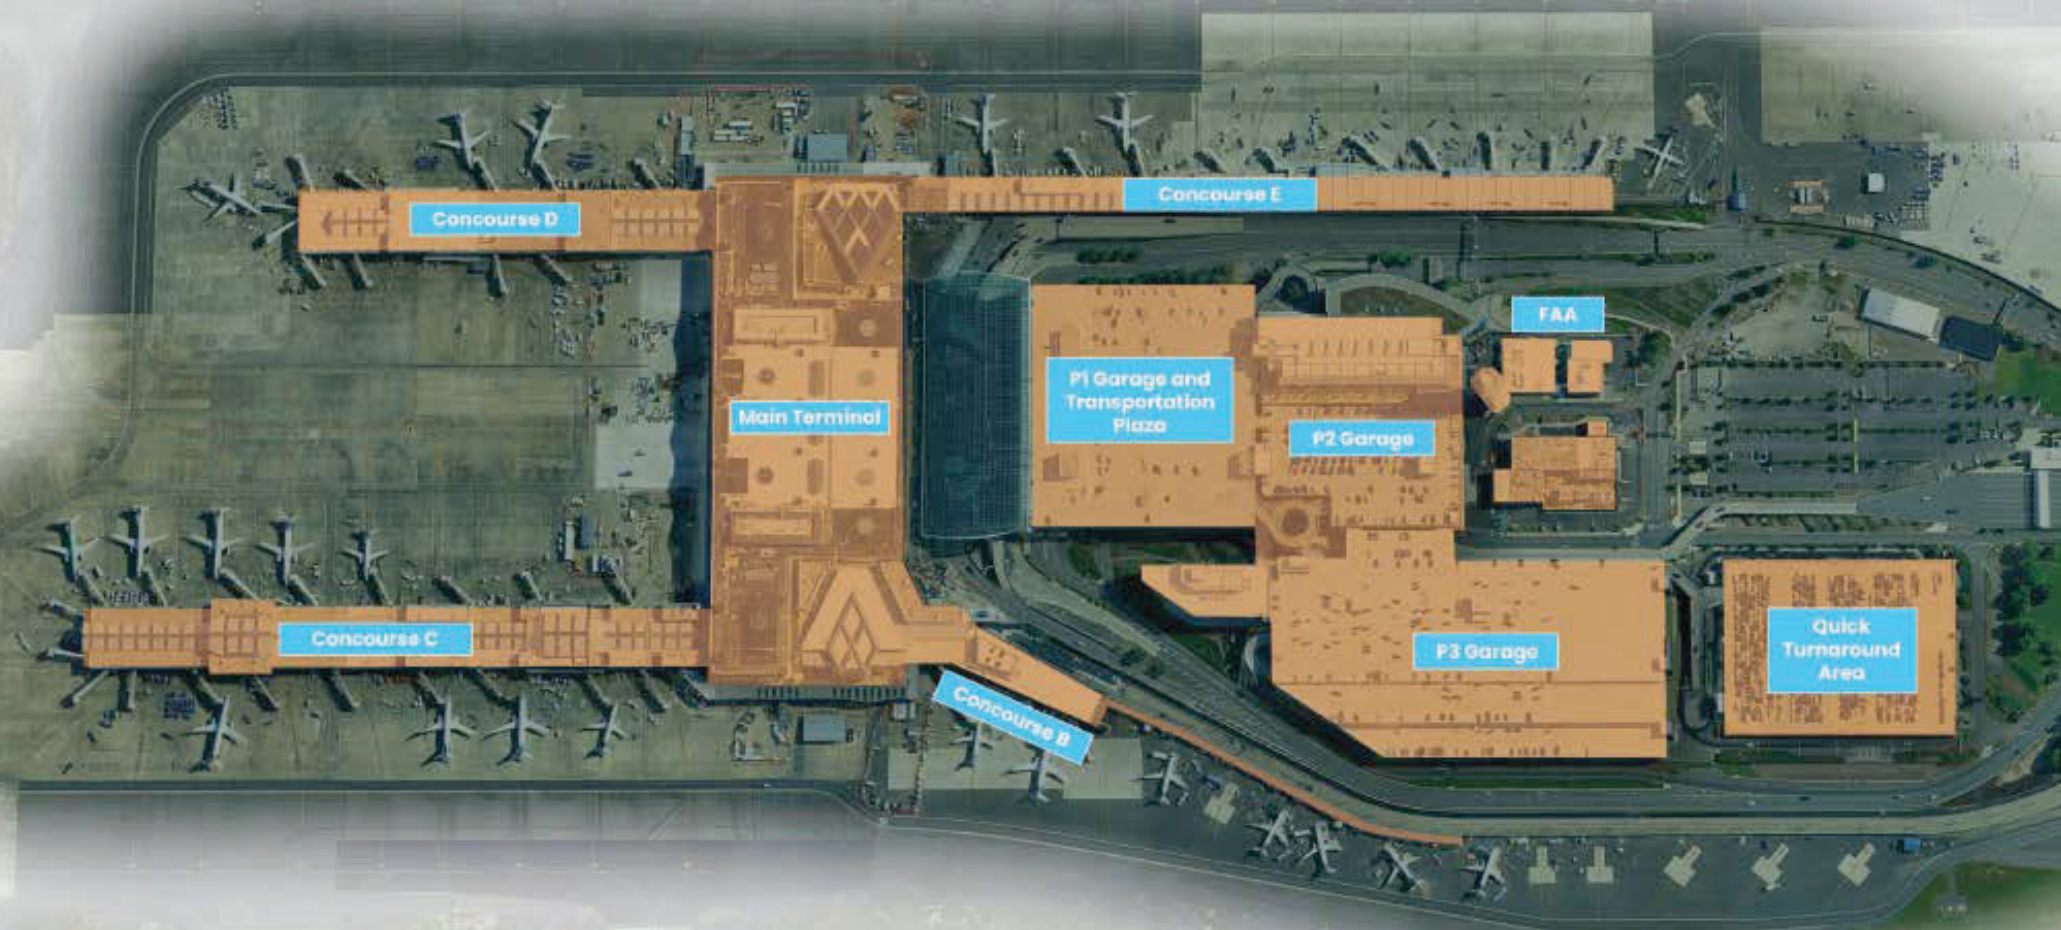 Concourse D
Concourse E
FAA
P1 Garage and
Transportation
Plaza
Main Terminal
P2 Garage
Concourse C
P3 Garage
Quick
Turnaround
Area
Concourse B